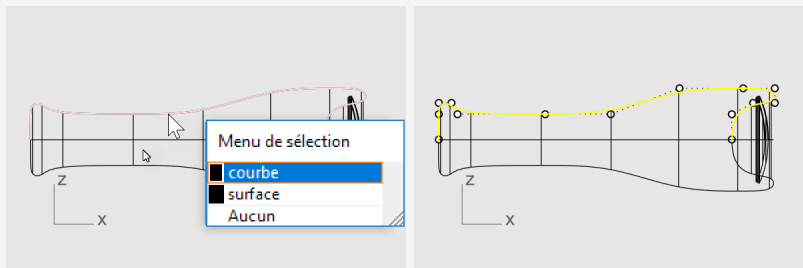 Menu de sélection
courbe
surface
Aucun
z
x
z
x